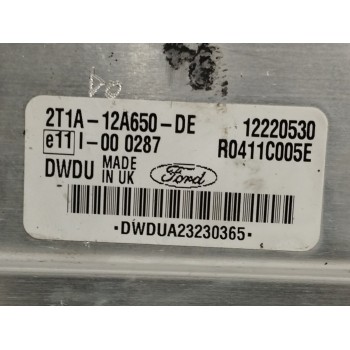 2T1A-12A650-DE 12220530
e11 I-00 0287 R0411C005E
DWDU MADE IN UK Ford
·DWDUA23230365·